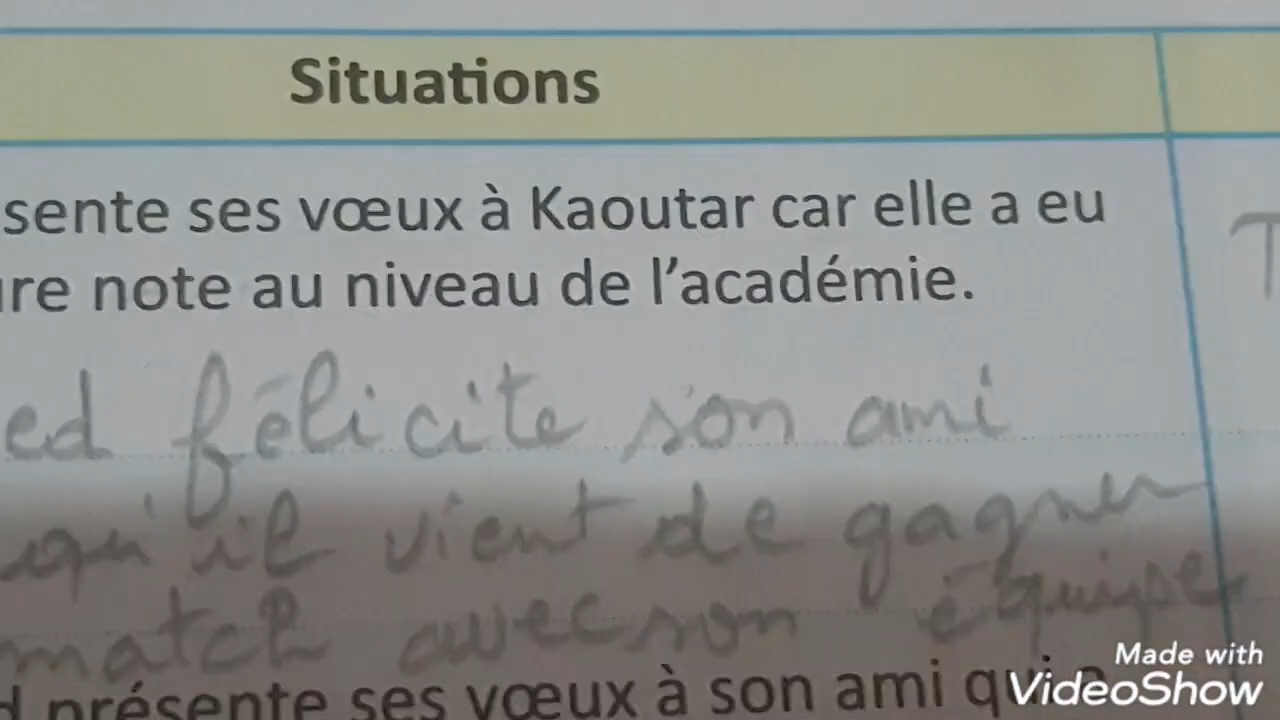 Situations
sente ses vœux à Kaoutar car elle a eu
re note au niveau de l'académie.
T
ed félicite son ami
qu'il vient de gagner
match avec son équipe
présente ses vœux à son ami qui
Made with
VideoShow